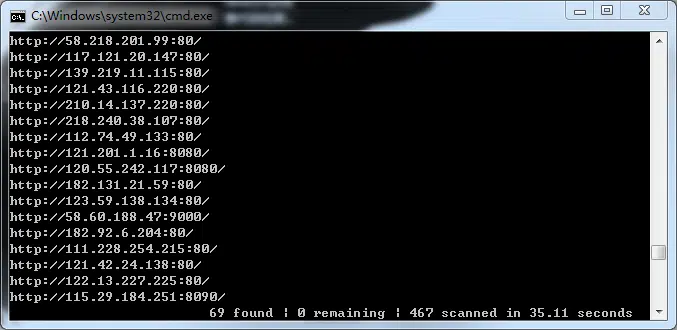 C:\Windows\system32\cmd.exe
http://58.218.201.99:80/
http://117.121.20.147:80/
http://139.219.11.115:80/
http://121.43.116.220:80/
http://210.14.137.220:80/
http://218.240.38.107:80/
http://112.74.49.133:80/
http://121.201.1.16:8080/
http://120.55.242.117:8080/
http://182.131.21.59:80/
http://123.59.138.134:80/
http://58.60.188.47:9000/
http://182.92.6.204:80/
http://111.228.254.215:80/
http://121.42.24.138:80/
http://122.13.227.225:80/
http://115.29.184.251:8090/
69 found | 0 remaining | 467 scanned in 35.11 seconds